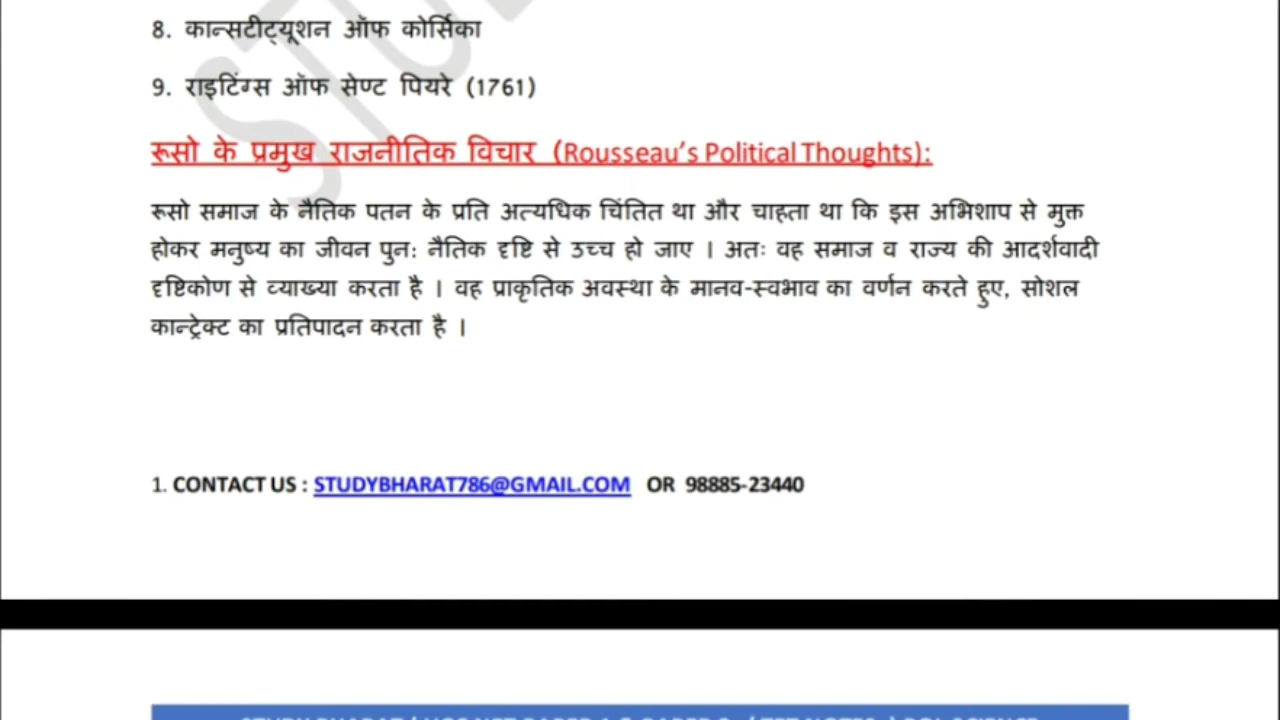 8. कान्सटीट्यूशन ऑफ कोर्सिका
9. राइटिंग्स ऑफ सेण्ट पियरे (1761)
रूसो के प्रमुख राजनीतिक विचार (Rousseau's Political Thoughts):
रूसो समाज के नैतिक पतन के प्रति अत्यधिक चिंतित था और चाहता था कि इस अभिशाप से मुक्त
होकर मनुष्य का जीवन पुन: नैतिक दृष्टि से उच्च हो जाए । अतः वह समाज व राज्य की आदर्शवादी
दृष्टिकोण से व्याख्या करता है । वह प्राकृतिक अवस्था के मानव-स्वभाव का वर्णन करते हुए, सोशल
कान्ट्रेक्ट का प्रतिपादन करता है ।
1. CONTACT US : STUDYBHARAT786@GMAIL.COM OR 98885-23440